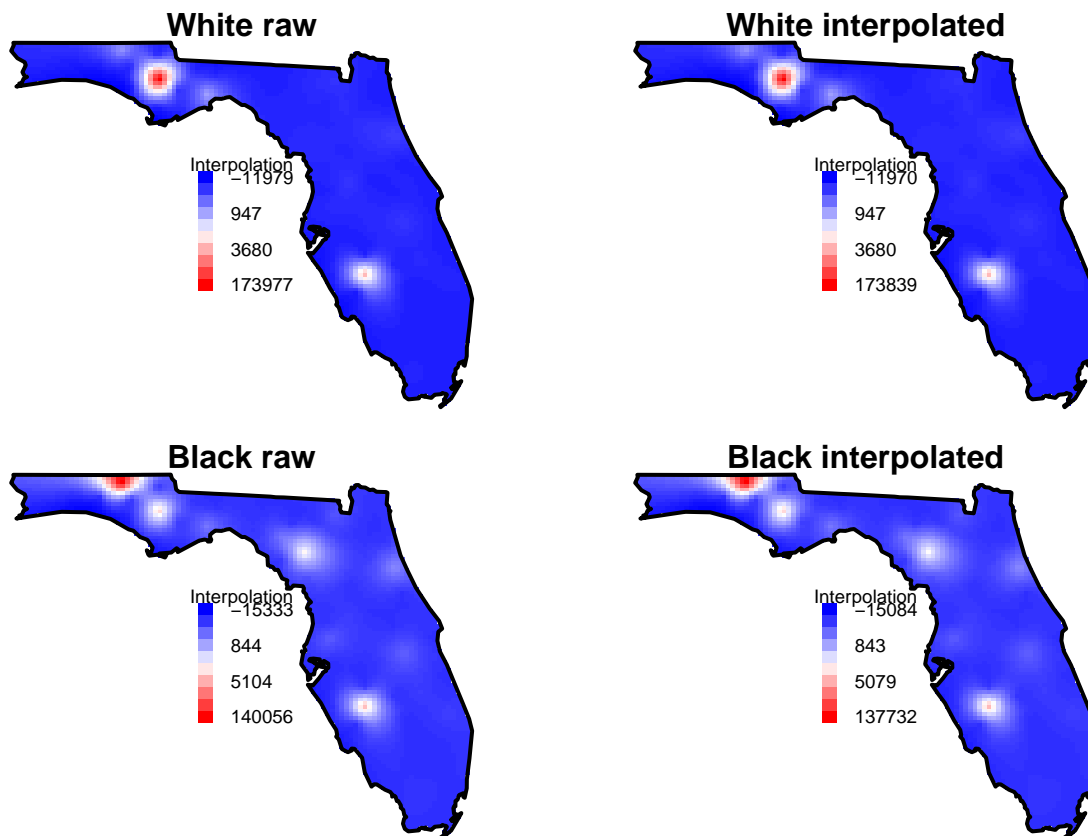 White raw
Interpolation
−11979
947
3680
173977
White interpolated
Interpolation
−11970
947
3680
173839
Black raw
Interpolation
−15333
844
5104
140056
Black interpolated
Interpolation
−15084
843
5079
137732